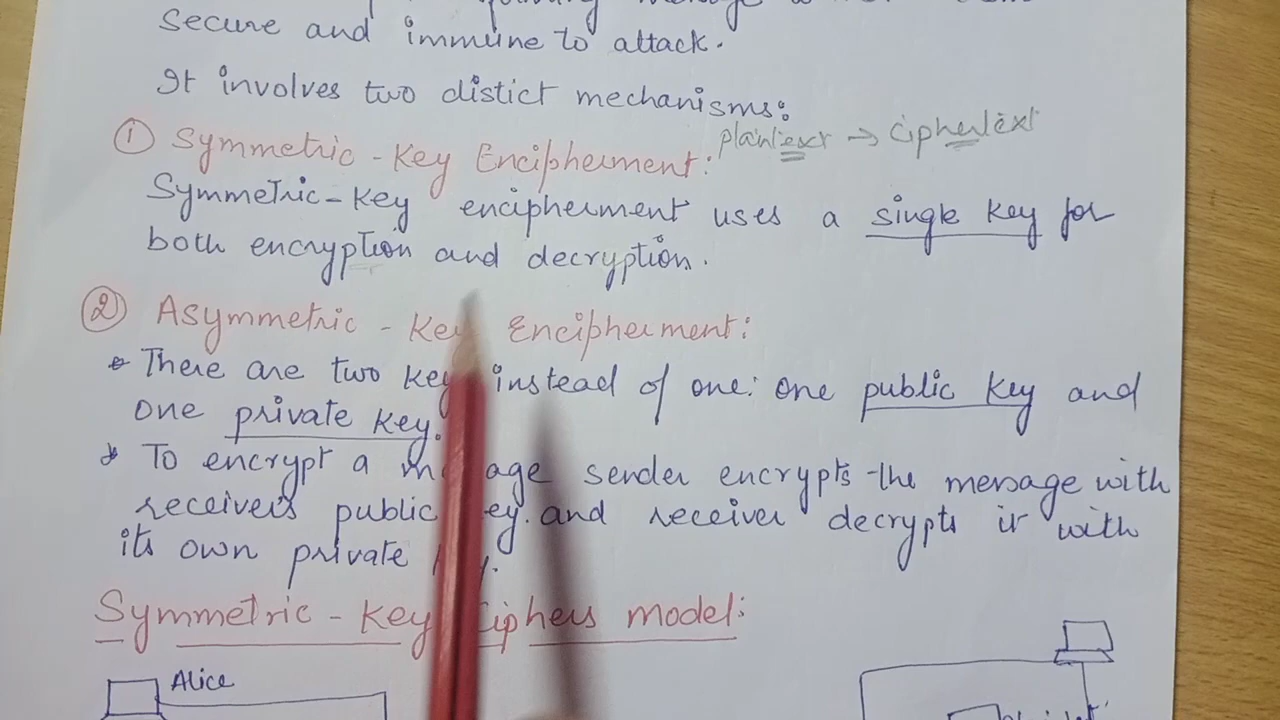 message
secure and immune to attack.
It involves two distict mechanisms:
① Symmetric-Key Encipherment: plaintext → ciphertext
Symmetric-Key encipherment uses a single key for
both encryption and decryption.
② Asymmetric-Key Encipherment:
* There are two key instead of one: one public key and
one private key.
* To encrypt a sender encrypts the message with
receiver's public and receiver decrypts it with
its own private
Symmetric-Key Ciphers model:
Alice